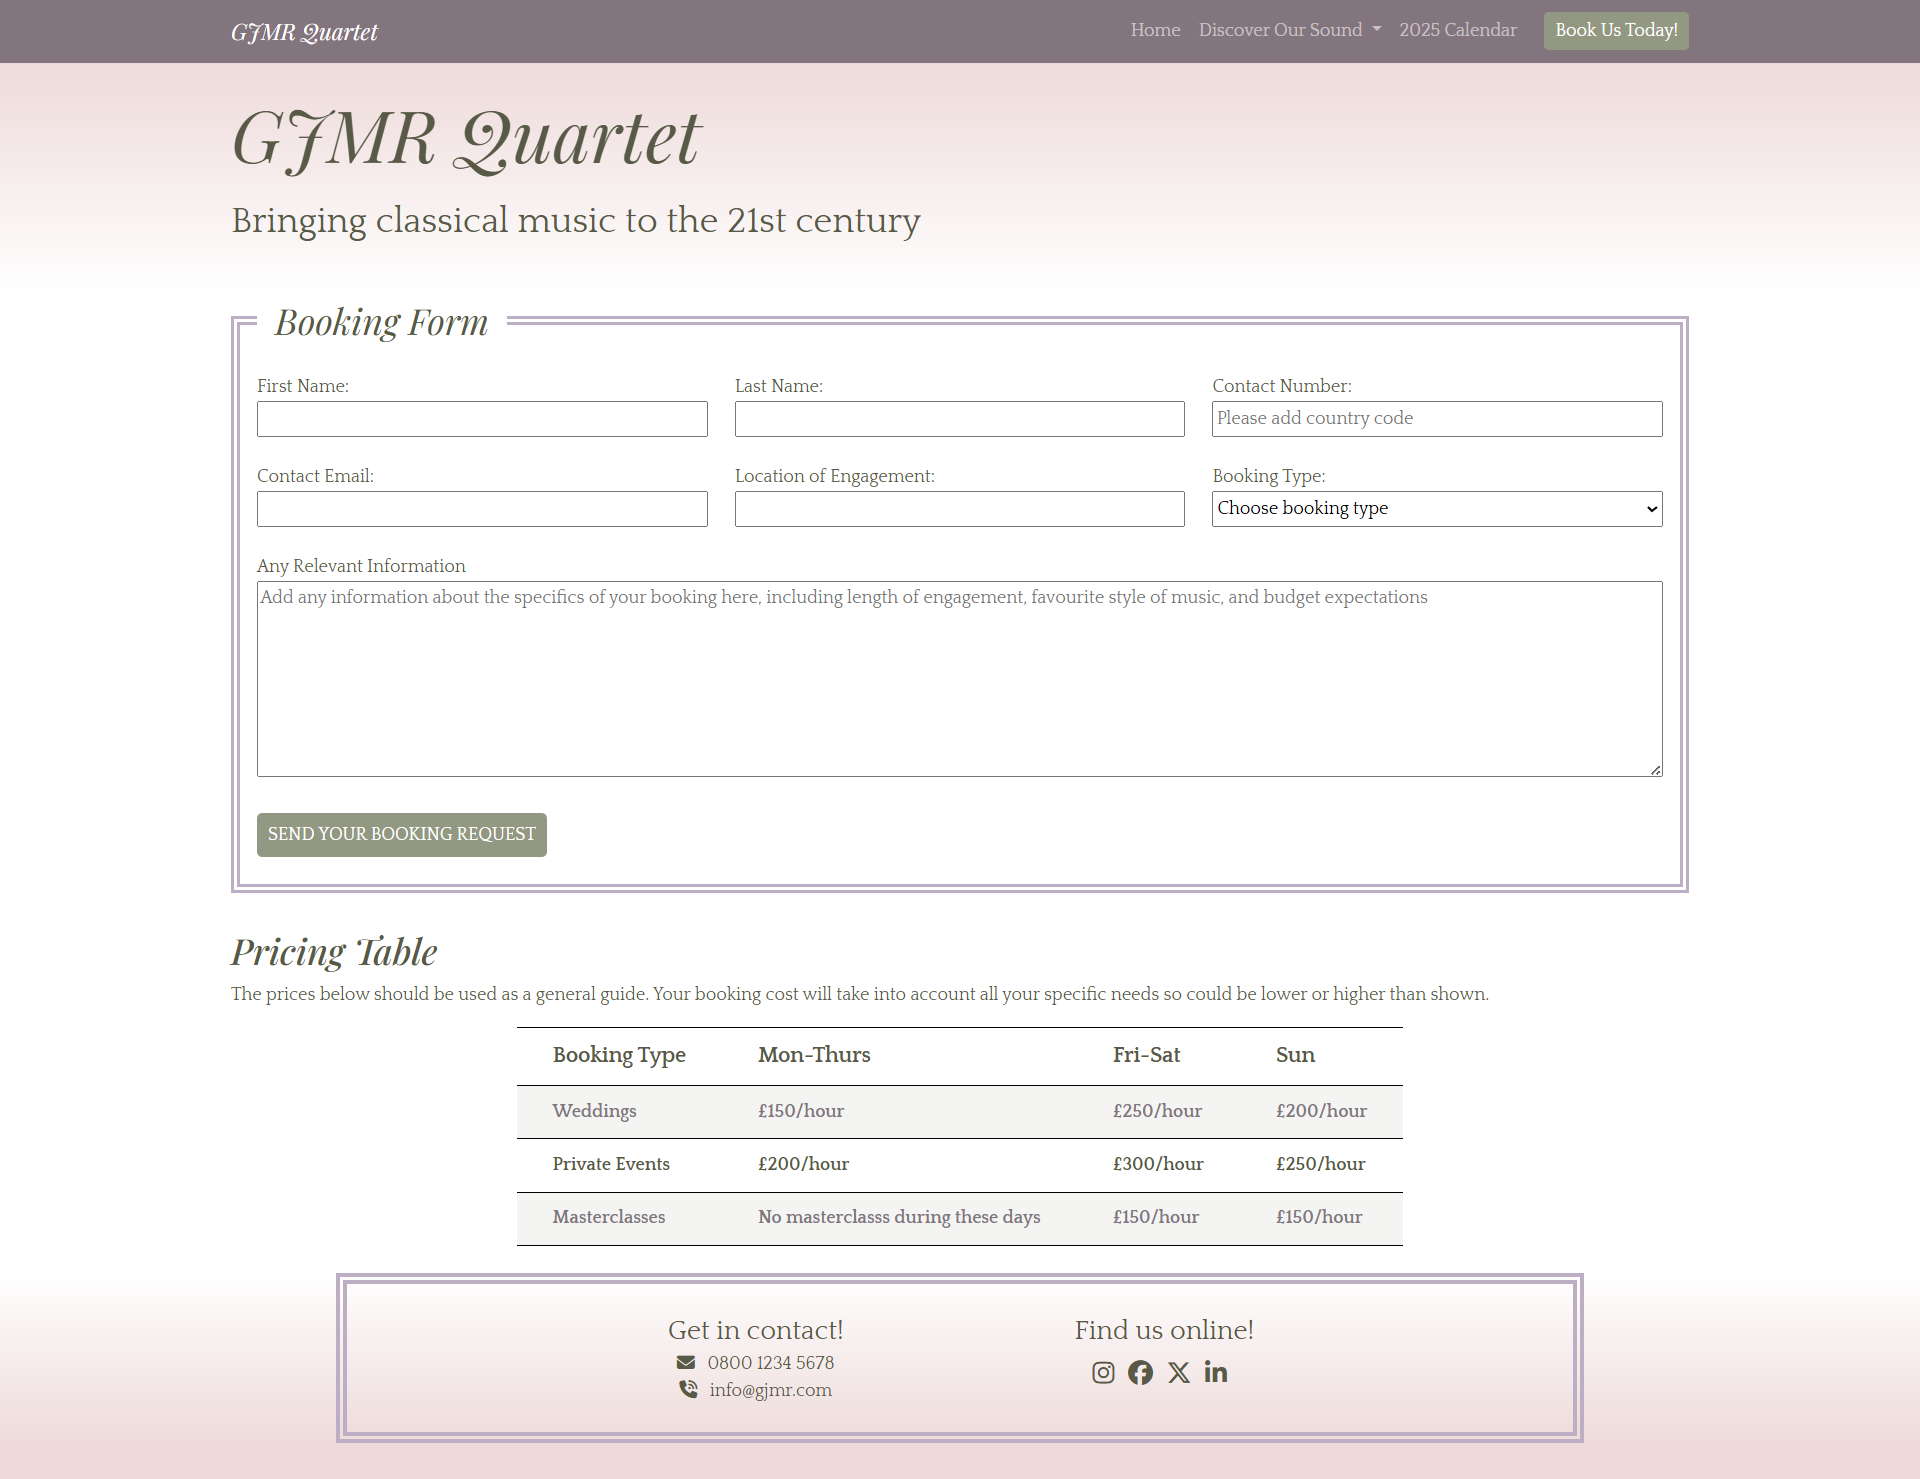 GJMR Quartet
Home Discover Our Sound 2025 Calendar Book Us Today!
GJMR Quartet
Bringing classical music to the 21st century
Booking Form
First Name: Last Name: Contact Number:
Please add country code
Contact Email: Location of Engagement: Booking Type:
Choose booking type
Any Relevant Information
Add any information about the specifics of your booking here, including length of engagement, favourite style of music, and budget expectations
SEND YOUR BOOKING REQUEST
Pricing Table
The prices below should be used as a general guide. Your booking cost will take into account all your specific needs so could be lower or higher than shown.
Booking Type Mon-Thurs Fri-Sat Sun
Weddings £150/hour £250/hour £200/hour
Private Events £200/hour £300/hour £250/hour
Masterclasses No masterclasss during these days £150/hour £150/hour
Get in contact!
0800 1234 5678
info@gjmr.com
Find us online!